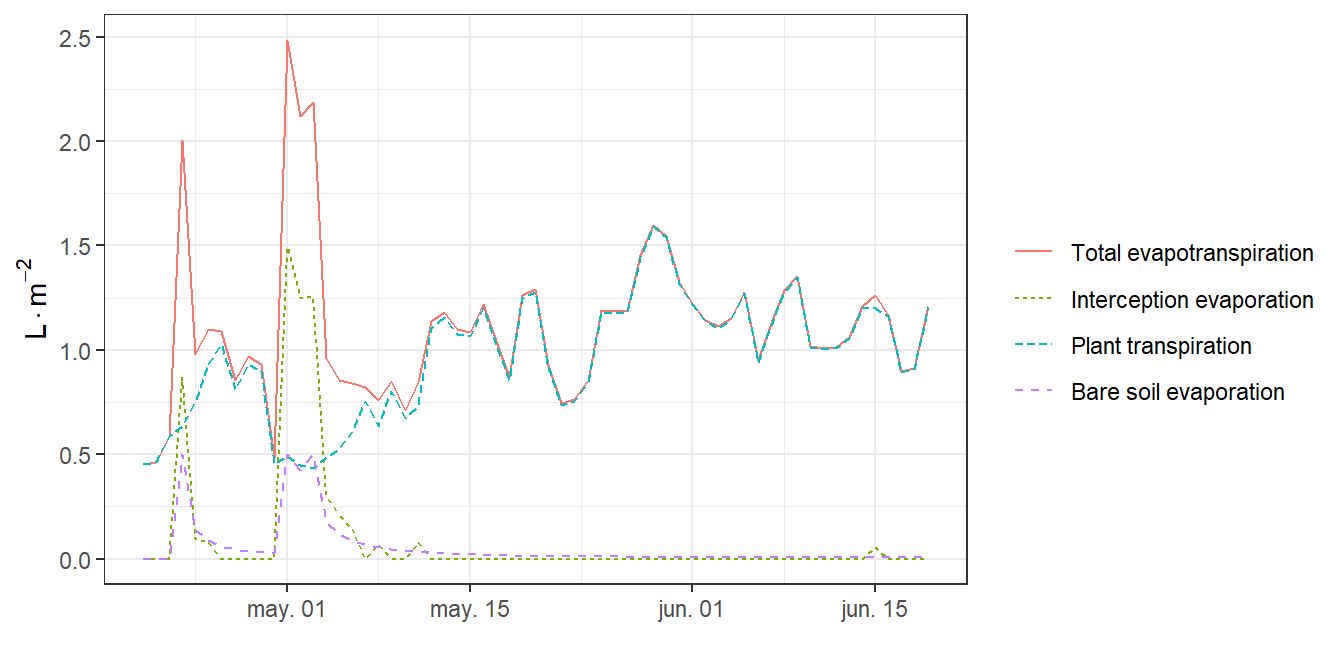 2.5
2.0
1.5
1.0
0.5
0.0
L · m⁻²
may. 01
may. 15
jun. 01
jun. 15
Total evapotranspiration
Interception evaporation
Plant transpiration
Bare soil evaporation